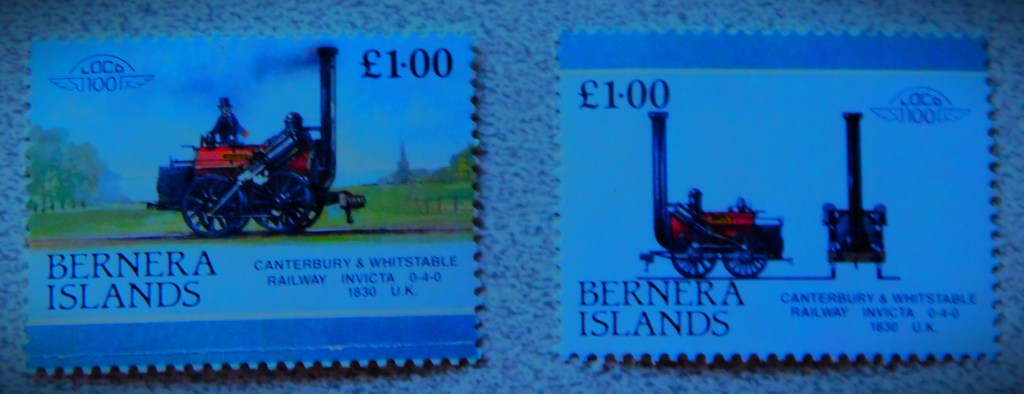 LOCO
100
£1·00
BERNERA
ISLANDS
CANTERBURY & WHITSTABLE
RAILWAY INVICTA 0-4-0
1830 U.K.
£1·00
LOCO
100
BERNERA
ISLANDS
CANTERBURY & WHITSTABLE
RAILWAY INVICTA 0-4-0
1830 U.K.